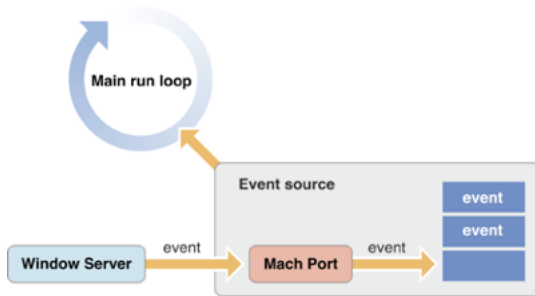 Main run loop
Event source
event
event
event
event
Window Server
Mach Port